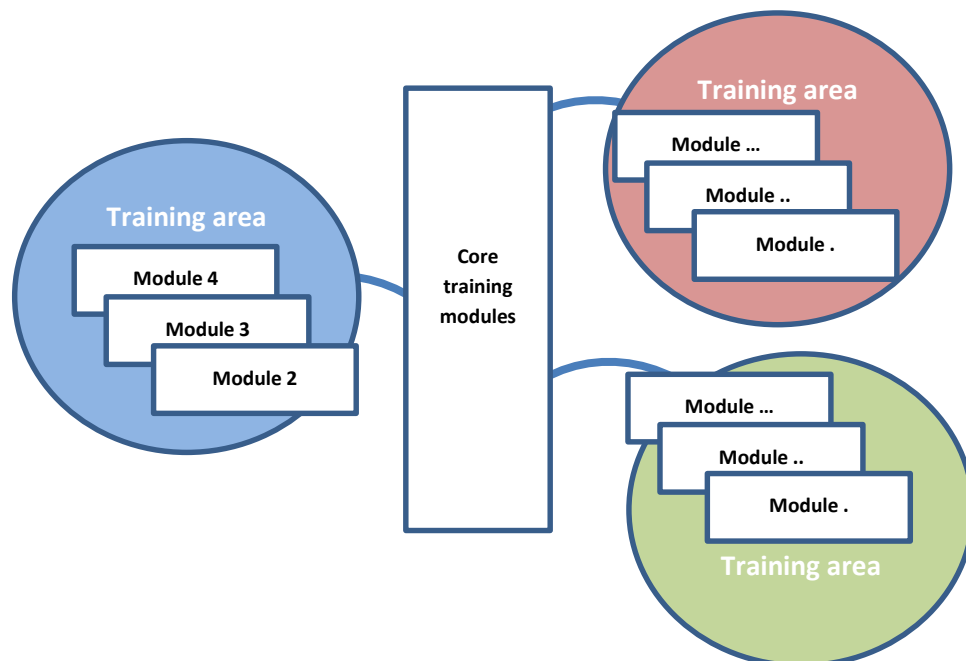 Training area
Module 4
Module 3
Module 2
Core
training
modules
Training area
Module ...
Module ..
Module .
Module ...
Module ..
Module .
Training area